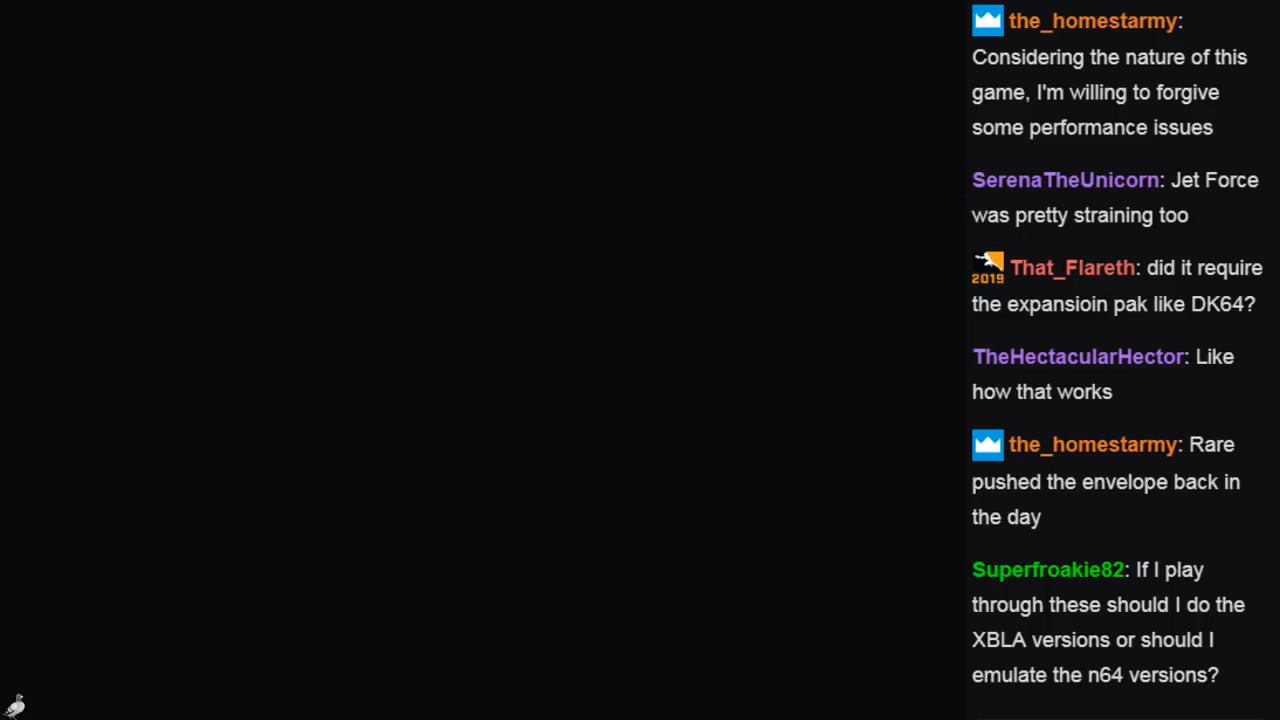 the_homestarmy:
Considering the nature of this
game, I'm willing to forgive
some performance issues
SerenaTheUnicorn: Jet Force
was pretty straining too
2019 That_Flareth: did it require
the expansioin pak like DK64?
TheHectacularHector: Like
how that works
the_homestarmy: Rare
pushed the envelope back in
the day
Superfroakie82: If I play
through these should I do the
XBLA versions or should I
emulate the n64 versions?